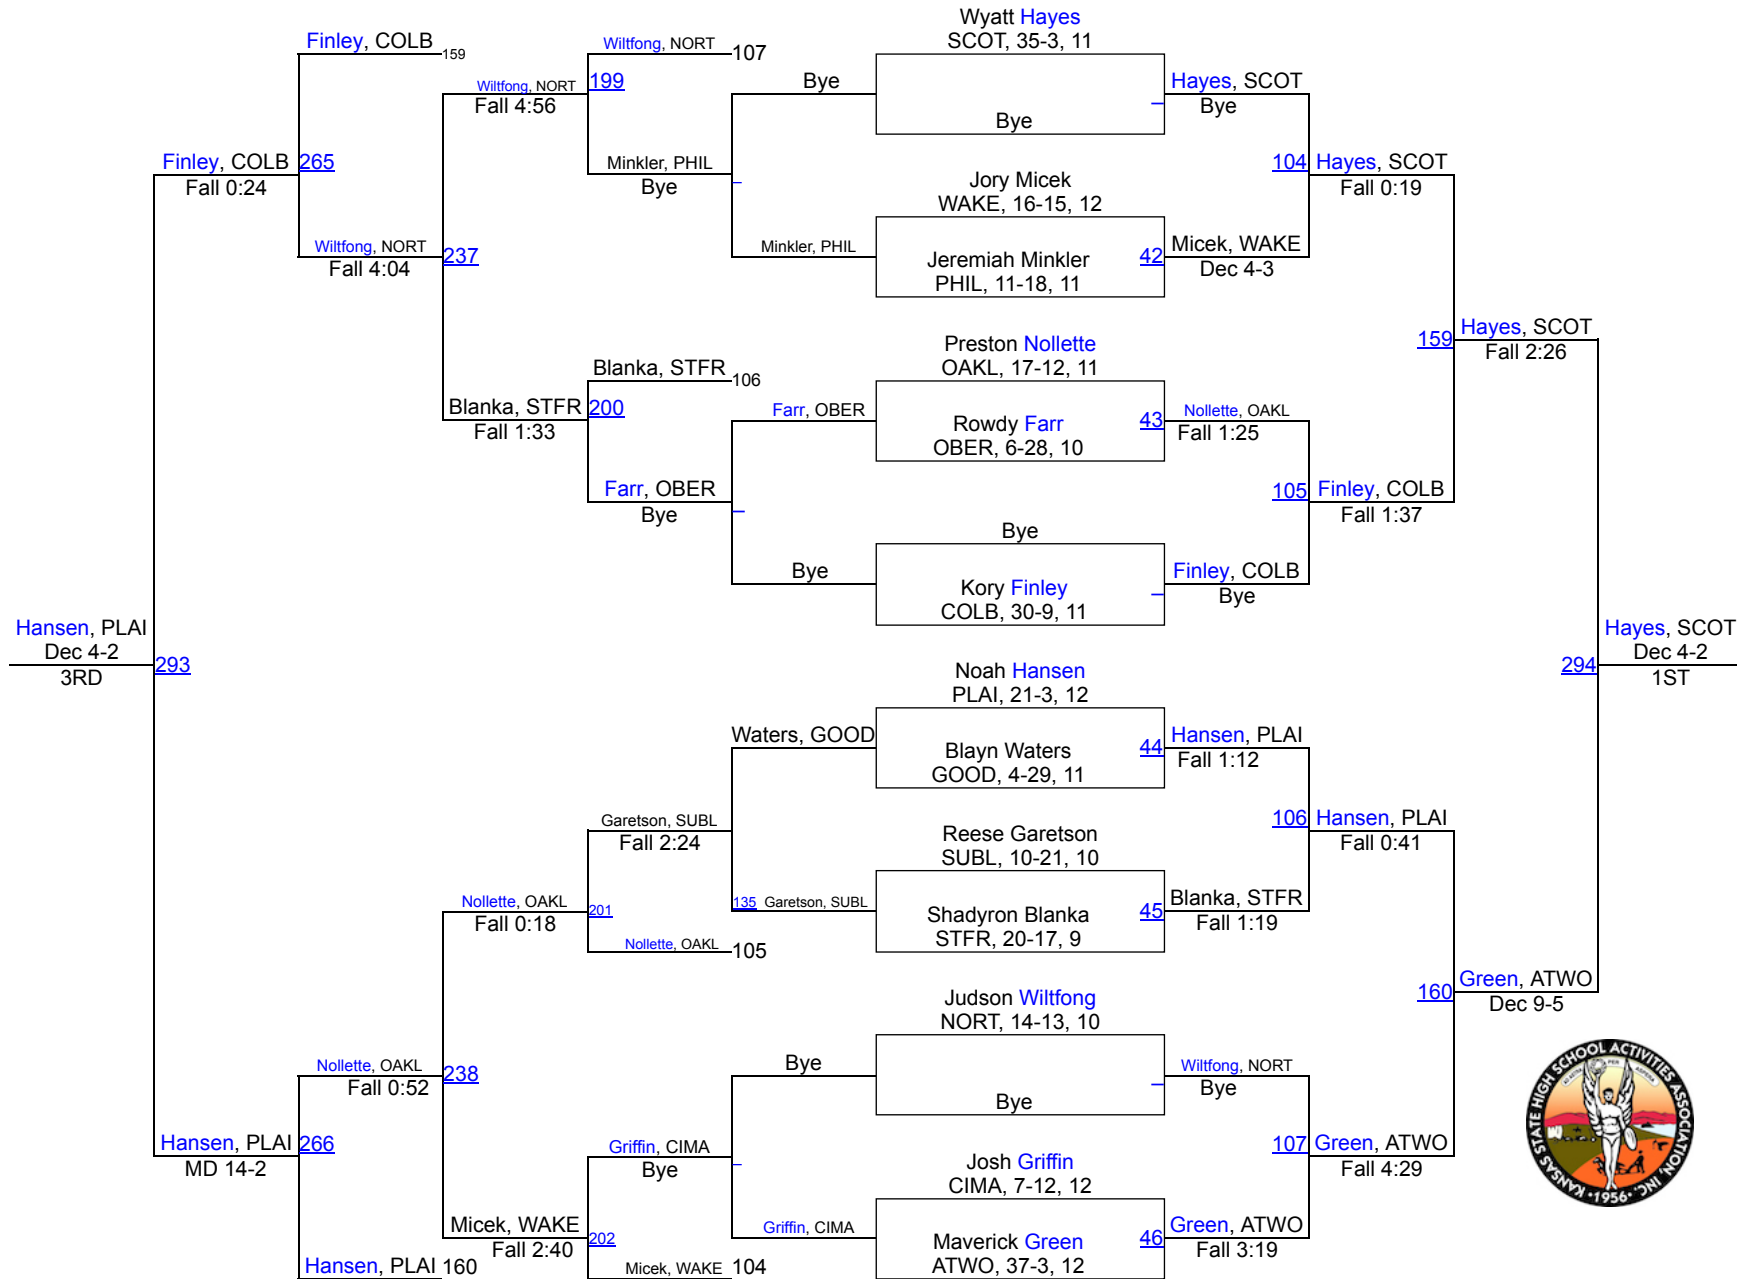 Wyatt Hayes
SCOT, 35-3, 11
Bye
Jory Micek
WAKE, 16-15, 12
Jeremiah Minkler
PHIL, 11-18, 11
42
Preston Nollette
OAKL, 17-12, 11
Rowdy Farr
OBER, 6-28, 10
43
Bye
Kory Finley
COLB, 30-9, 11
Noah Hansen
PLAI, 21-3, 12
Blayn Waters
GOOD, 4-29, 11
44
Reese Garetson
SUBL, 10-21, 10
Shadyron Blanka
STFR, 20-17, 9
45
Judson Wiltfong
NORT, 14-13, 10
Bye
Josh Griffin
CIMA, 7-12, 12
Maverick Green
ATWO, 37-3, 12
46
Hayes, SCOT
Bye
104
Micek, WAKE
Dec 4-3
Nollette, OAKL
Fall 1:25
105
Finley, COLB
Bye
Hansen, PLAI
Fall 1:12
106
Blanka, STFR
Fall 1:19
Wiltfong, NORT
Bye
107
Green, ATWO
Fall 3:19
Hayes, SCOT
Fall 0:19
159
Finley, COLB
Fall 1:37
Hansen, PLAI
Fall 0:41
160
Green, ATWO
Fall 4:29
Hayes, SCOT
Fall 2:26
294
Green, ATWO
Dec 9-5
Hayes, SCOT
Dec 4-2
1ST
Bye
Minkler, PHIL
Farr, OBER
Bye
Waters, GOOD
135 Garetson, SUBL
Bye
Griffin, CIMA
Wiltfong, NORT 107
199
Minkler, PHIL
Bye
Blanka, STFR 106
200
Farr, OBER
Bye
Garetson, SUBL
Fall 2:24
201
Nollette, OAKL 105
Griffin, CIMA
Bye
202
Micek, WAKE 104
Wiltfong, NORT
Fall 4:56
237
Blanka, STFR
Fall 1:33
Nollette, OAKL
Fall 0:18
238
Micek, WAKE
Fall 2:40
Finley, COLB 159
265
Wiltfong, NORT
Fall 4:04
Nollette, OAKL
Fall 0:52
266
Hansen, PLAI 160
Finley, COLB
Fall 0:24
293
Hansen, PLAI
MD 14-2
Hansen, PLAI
Dec 4-2
3RD
KANSAS STATE HIGH SCHOOL ACTIVITIES ASSOCIATION, INC.
•1956•